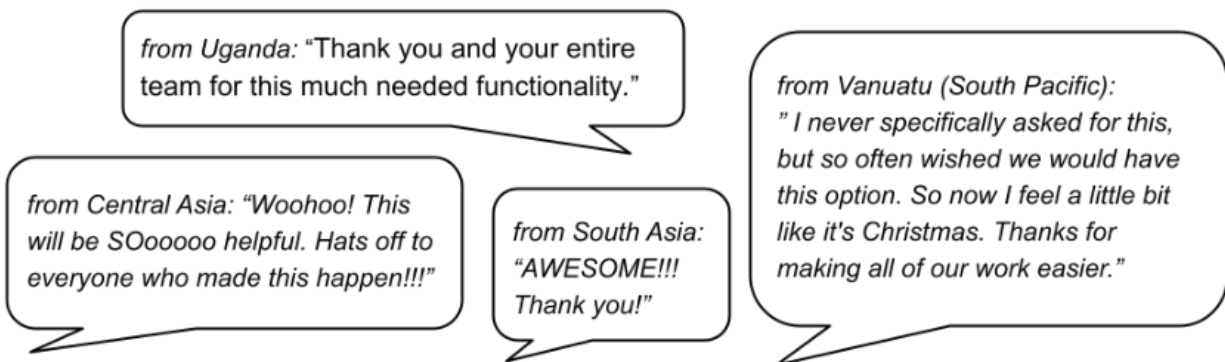 from Uganda: “Thank you and your entire
team for this much needed functionality.”
from Vanuatu (South Pacific):
” I never specifically asked for this,
but so often wished we would have
this option. So now I feel a little bit
like it's Christmas. Thanks for
making all of our work easier.”
from Central Asia: “Woohoo! This
will be SOooooo helpful. Hats off to
everyone who made this happen!!!”
from South Asia:
“AWESOME!!!
Thank you!”